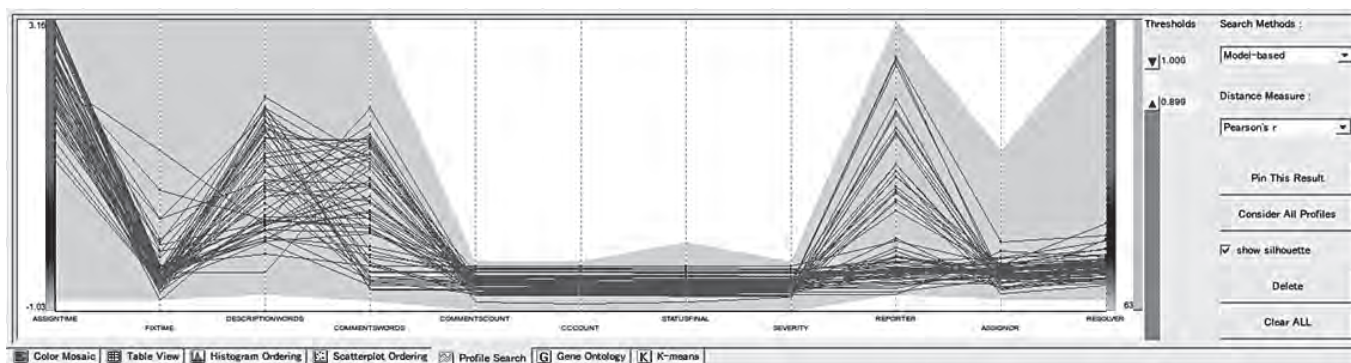 3.16
-1.03
63
ASSIGNTIME
FIXTIME
DESCRIPTIONWORDS
COMMENTSWORDS
COMMENTSCOUNT
CCCOUNT
STATUSFINAL
SEVERITY
REPORTER
ASSIGNOR
RESOLVER
Thresholds
1.000
0.899
Search Methods :
Model-based
Distance Measure :
Pearson's r
Pin This Result
Consider All Profiles
show silhouette
Delete
Clear ALL
Color Mosaic
Table View
Histogram Ordering
Scatterplot Ordering
Profile Search
G Gene Ontology
K K-means